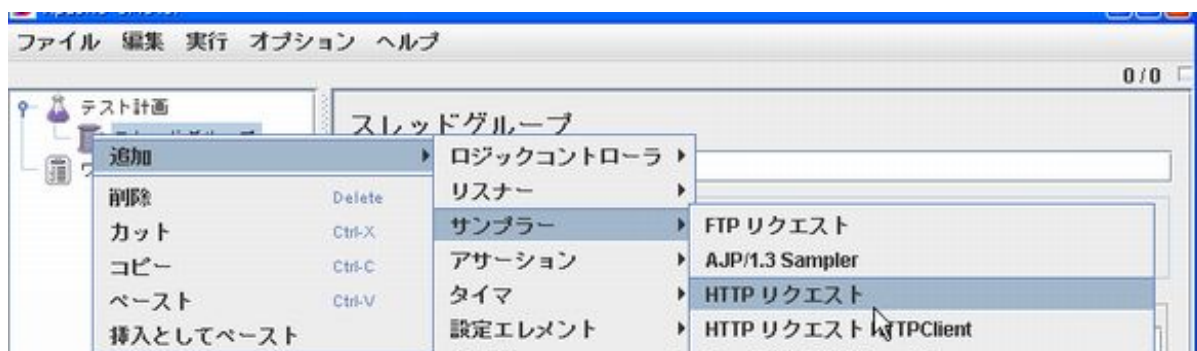 ファイル 編集 実行 オプション ヘルプ
0/0
テスト計画
スレッドグループ
追加
削除 Delete
カット Ctrl-X
コピー Ctrl-C
ペースト Ctrl-V
挿入としてペースト
ロジックコントローラ
リスナー
サンプラー
アサーション
タイマ
設定エレメント
FTP リクエスト
AJP/1.3 Sampler
HTTP リクエスト
HTTP リクエスト HTTPClient